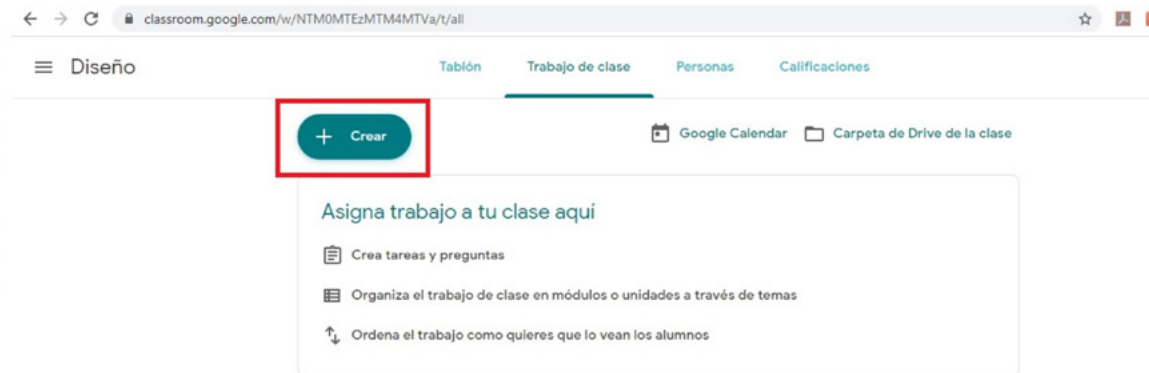 classroom.google.com/w/NTM0MTEzMTM4MTVa/t/all
Diseño Tablón Trabajo de clase Personas Calificaciones
+ Crear Google Calendar Carpeta de Drive de la clase
Asigna trabajo a tu clase aquí
Crea tareas y preguntas
Organiza el trabajo de clase en módulos o unidades a través de temas
Ordena el trabajo como quieres que lo vean los alumnos